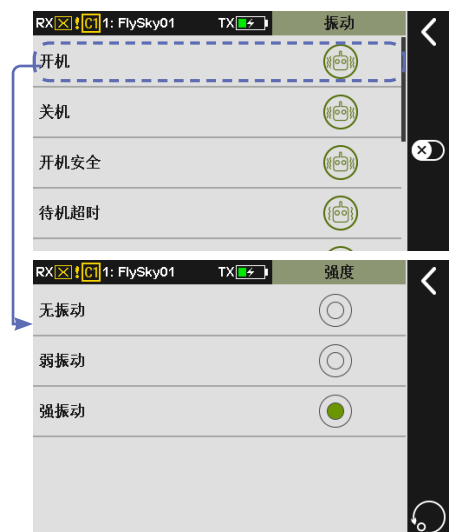 RX C1 1: FlySky01 TX 振动
开机
关机
开机安全
待机超时
RX C1 1: FlySky01 TX 强度
无振动
弱振动
强振动